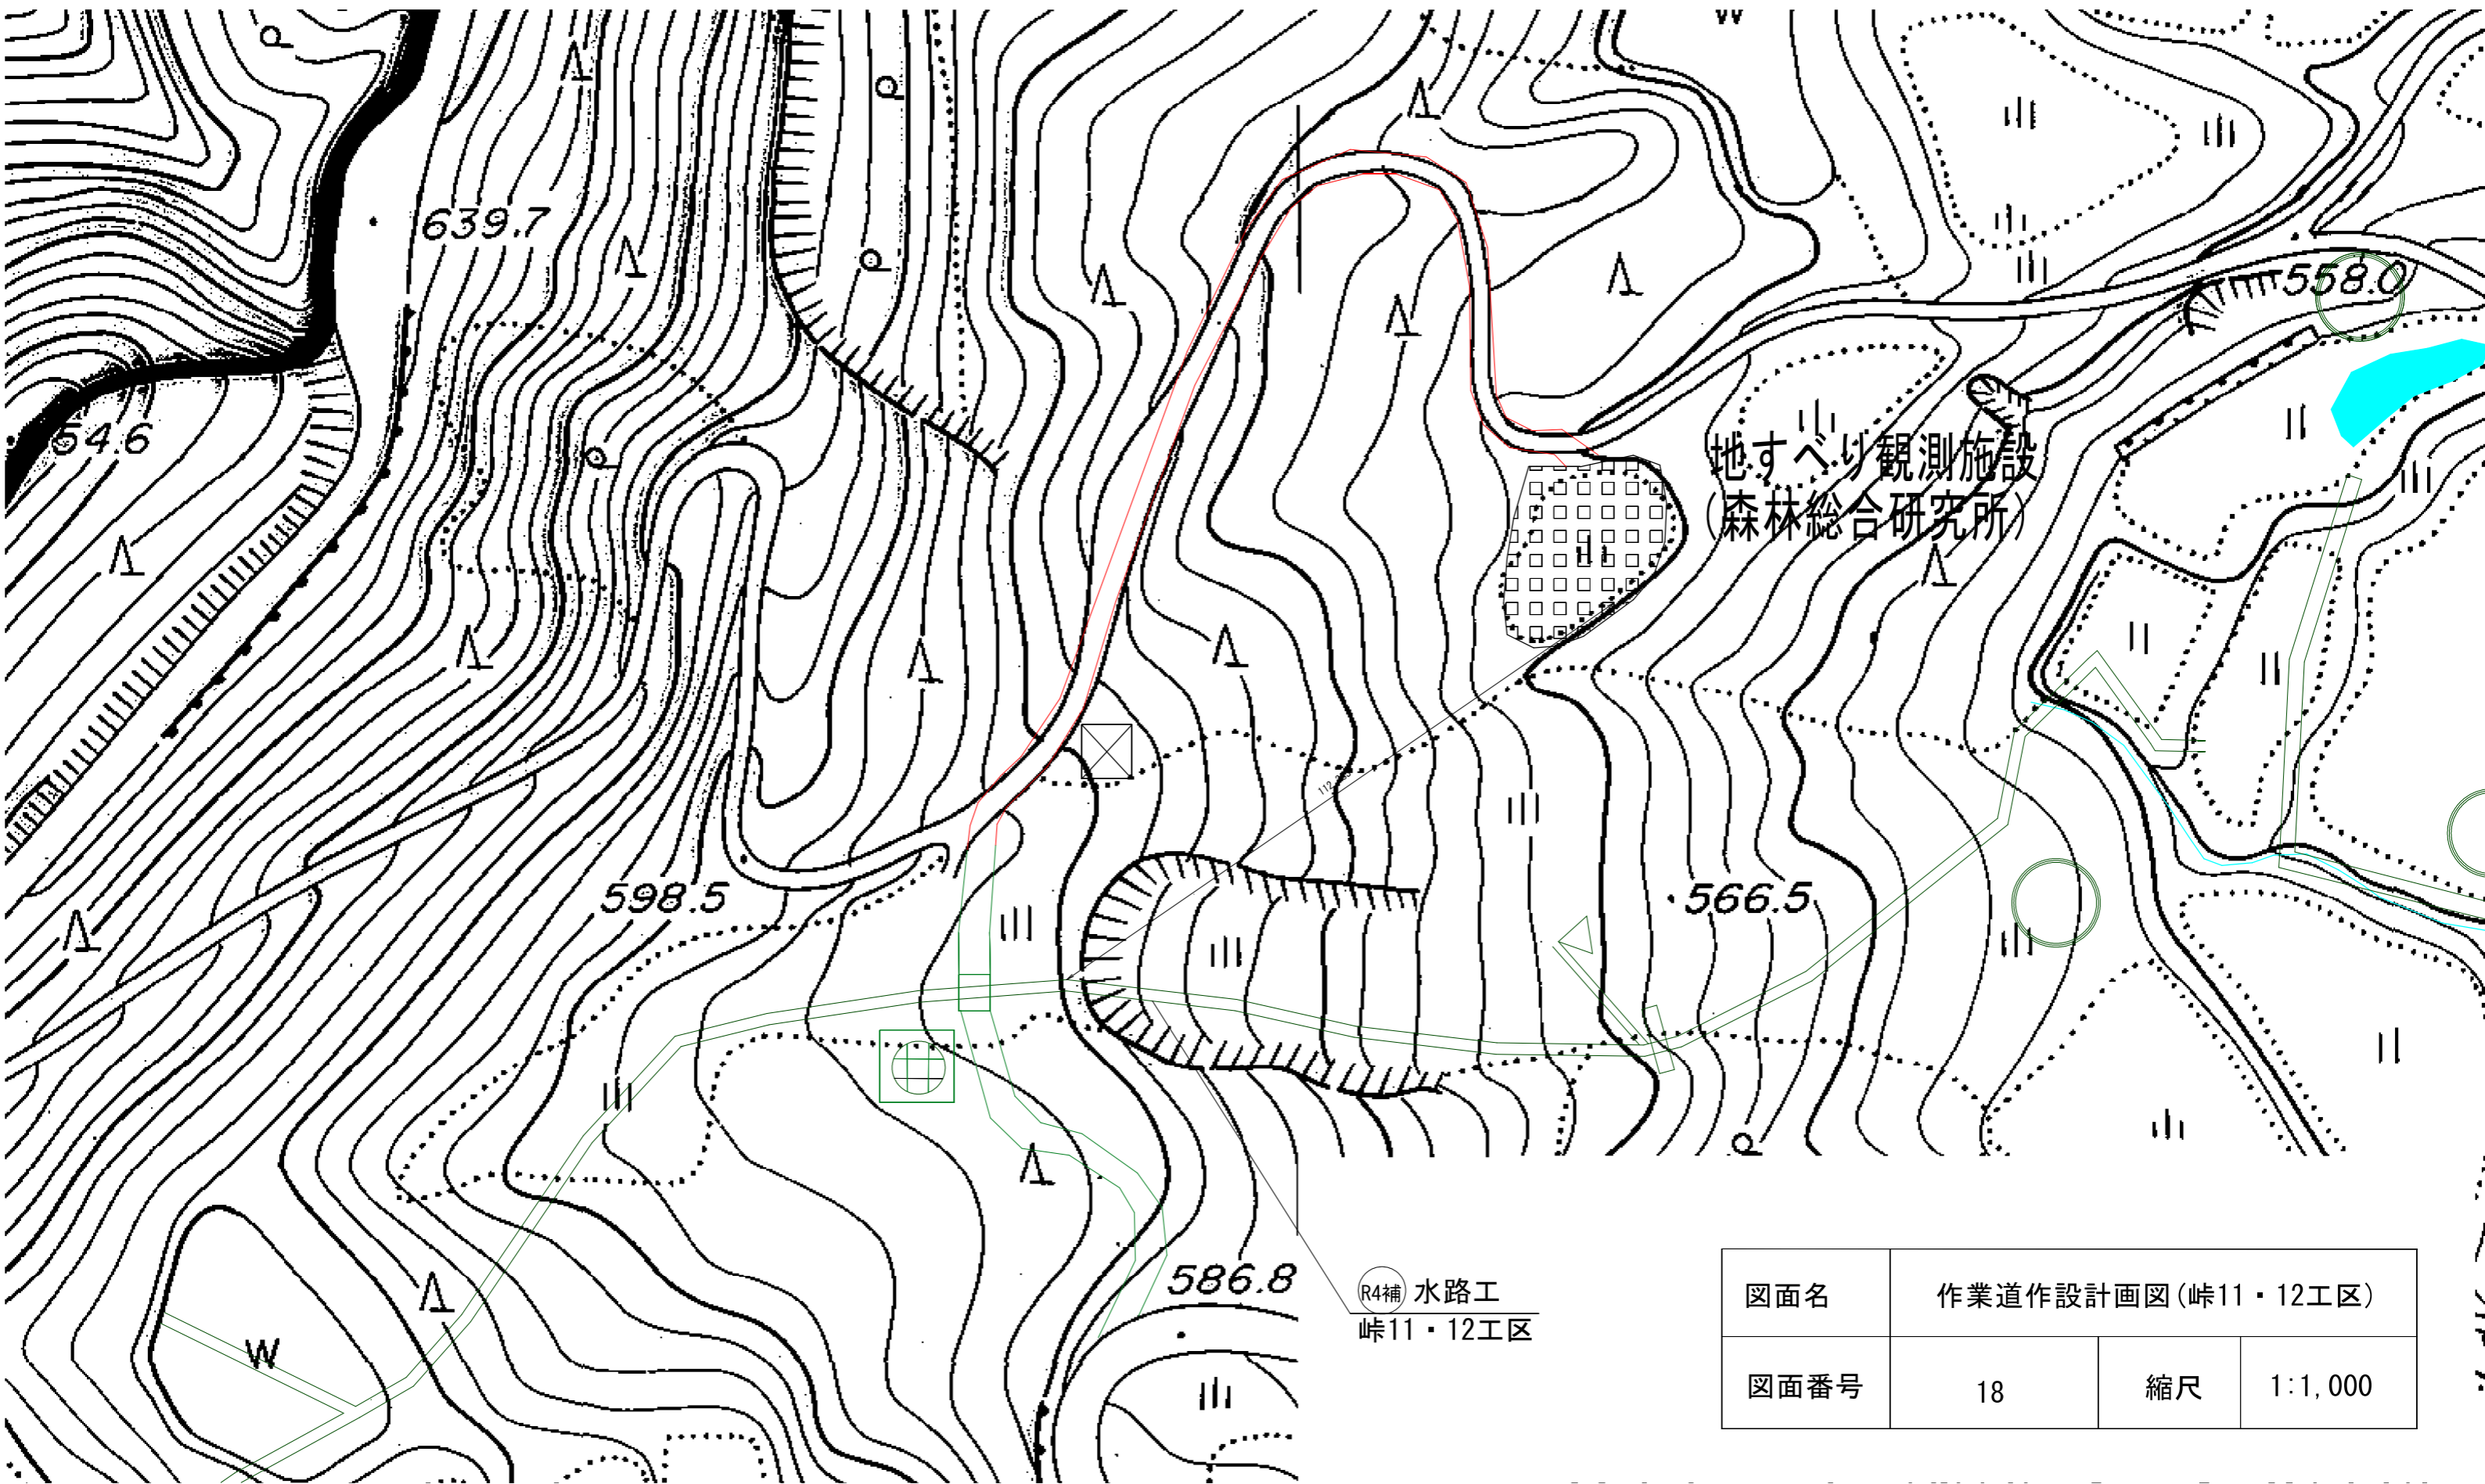 639.7
558.0
54.6
地すべり観測施設
(森林総合研究所)
598.5
566.5
586.8
R4補 水路工
峠11・12工区
W
図面名 作業道作設計画図(峠11・12工区)
図面番号 18 縮尺 1:1,000